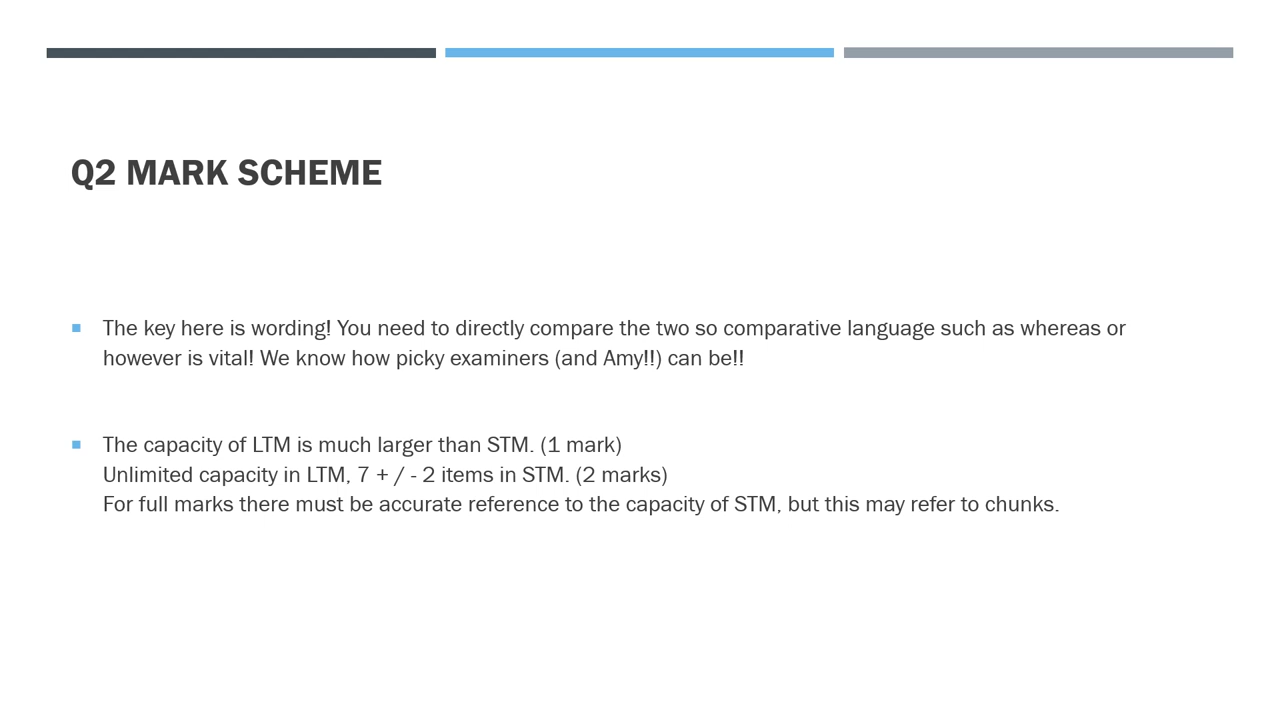 Q2 MARK SCHEME
The key here is wording! You need to directly compare the two so comparative language such as whereas or
however is vital! We know how picky examiners (and Amy!!) can be!!
The capacity of LTM is much larger than STM. (1 mark)
Unlimited capacity in LTM, 7 + / - 2 items in STM. (2 marks)
For full marks there must be accurate reference to the capacity of STM, but this may refer to chunks.